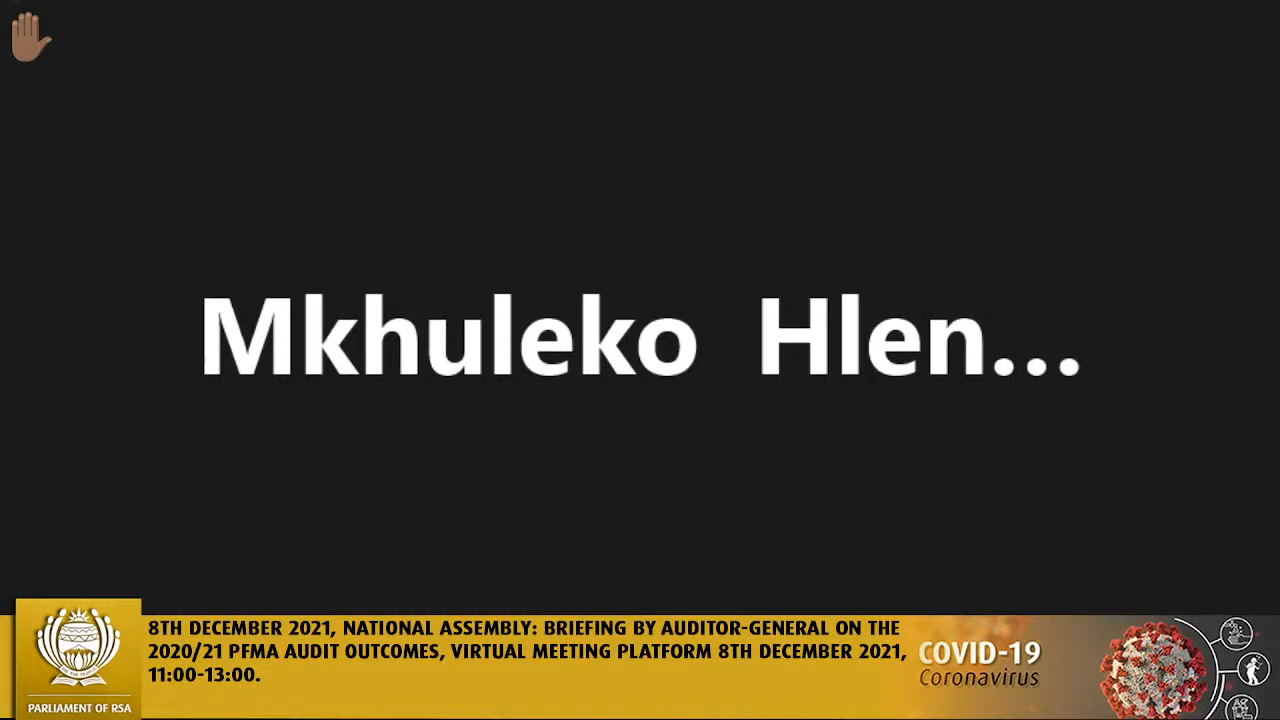 Mkhuleko Hlen...
8TH DECEMBER 2021, NATIONAL ASSEMBLY: BRIEFING BY AUDITOR-GENERAL ON THE
2020/21 PFMA AUDIT OUTCOMES, VIRTUAL MEETING PLATFORM 8TH DECEMBER 2021,
11:00-13:00.
PARLIAMENT OF RSA
COVID-19
Coronavirus